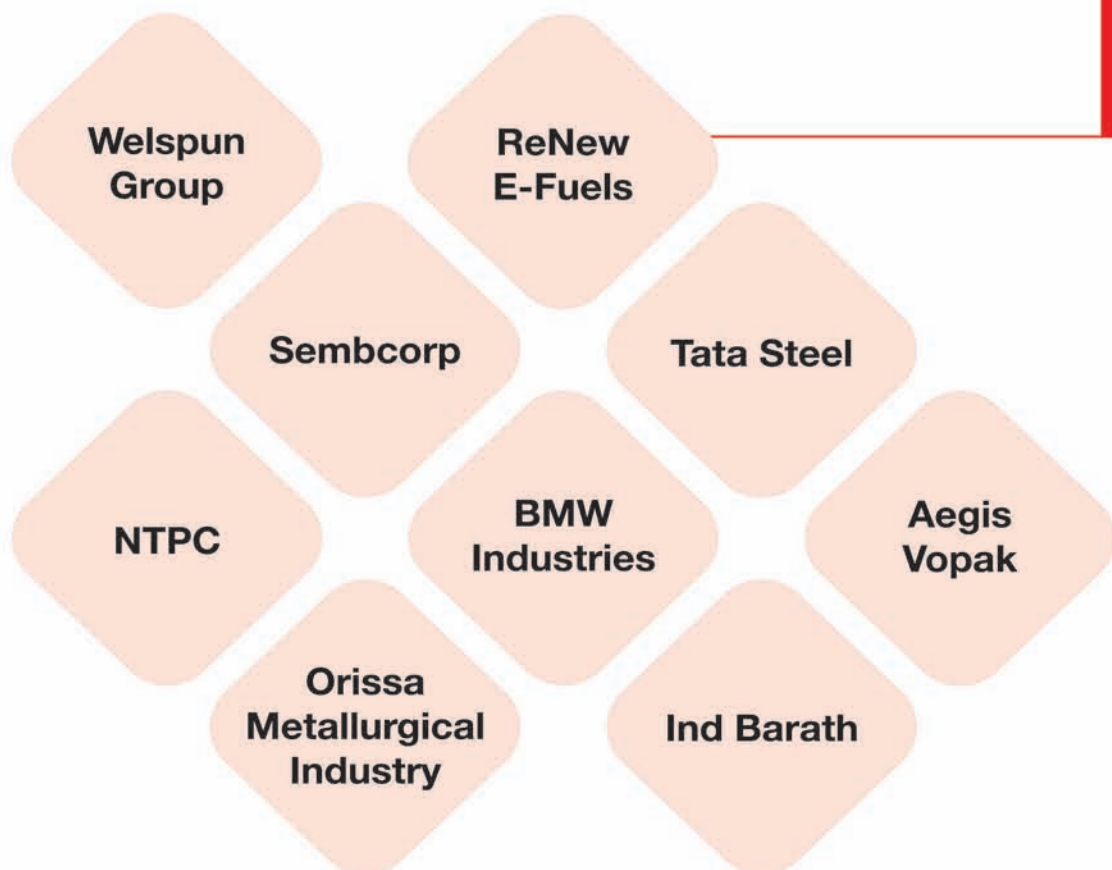 Welspun
Group
ReNew
E-Fuels
Sembcorp
Tata Steel
NTPC
BMW
Industries
Aegis
Vopak
Orissa
Metallurgical
Industry
Ind Barath